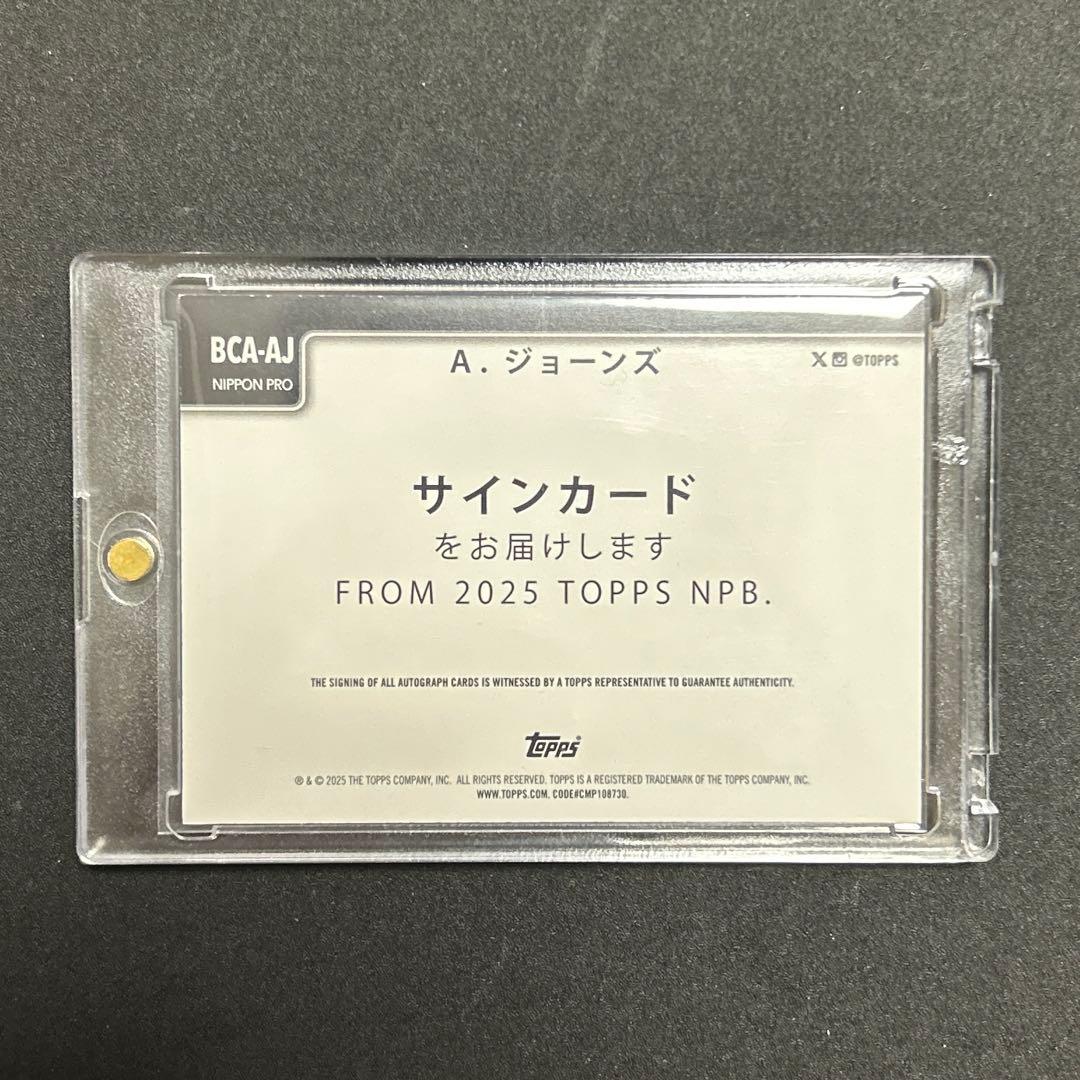 BCA-AJ
NIPPON PRO
A. ジョーンズ
X @TOPPS
サインカード
をお届けします
FROM 2025 TOPPS NPB.
THE SIGNING OF ALL AUTOGRAPH CARDS IS WITNESSED BY A TOPPS REPRESENTATIVE TO GUARANTEE AUTHENTICITY.
topps®
® & © 2025 THE TOPPS COMPANY, INC. ALL RIGHTS RESERVED. TOPPS IS A REGISTERED TRADEMARK OF THE TOPPS COMPANY, INC.
WWW.TOPPS.COM. CODE#CMP108730.